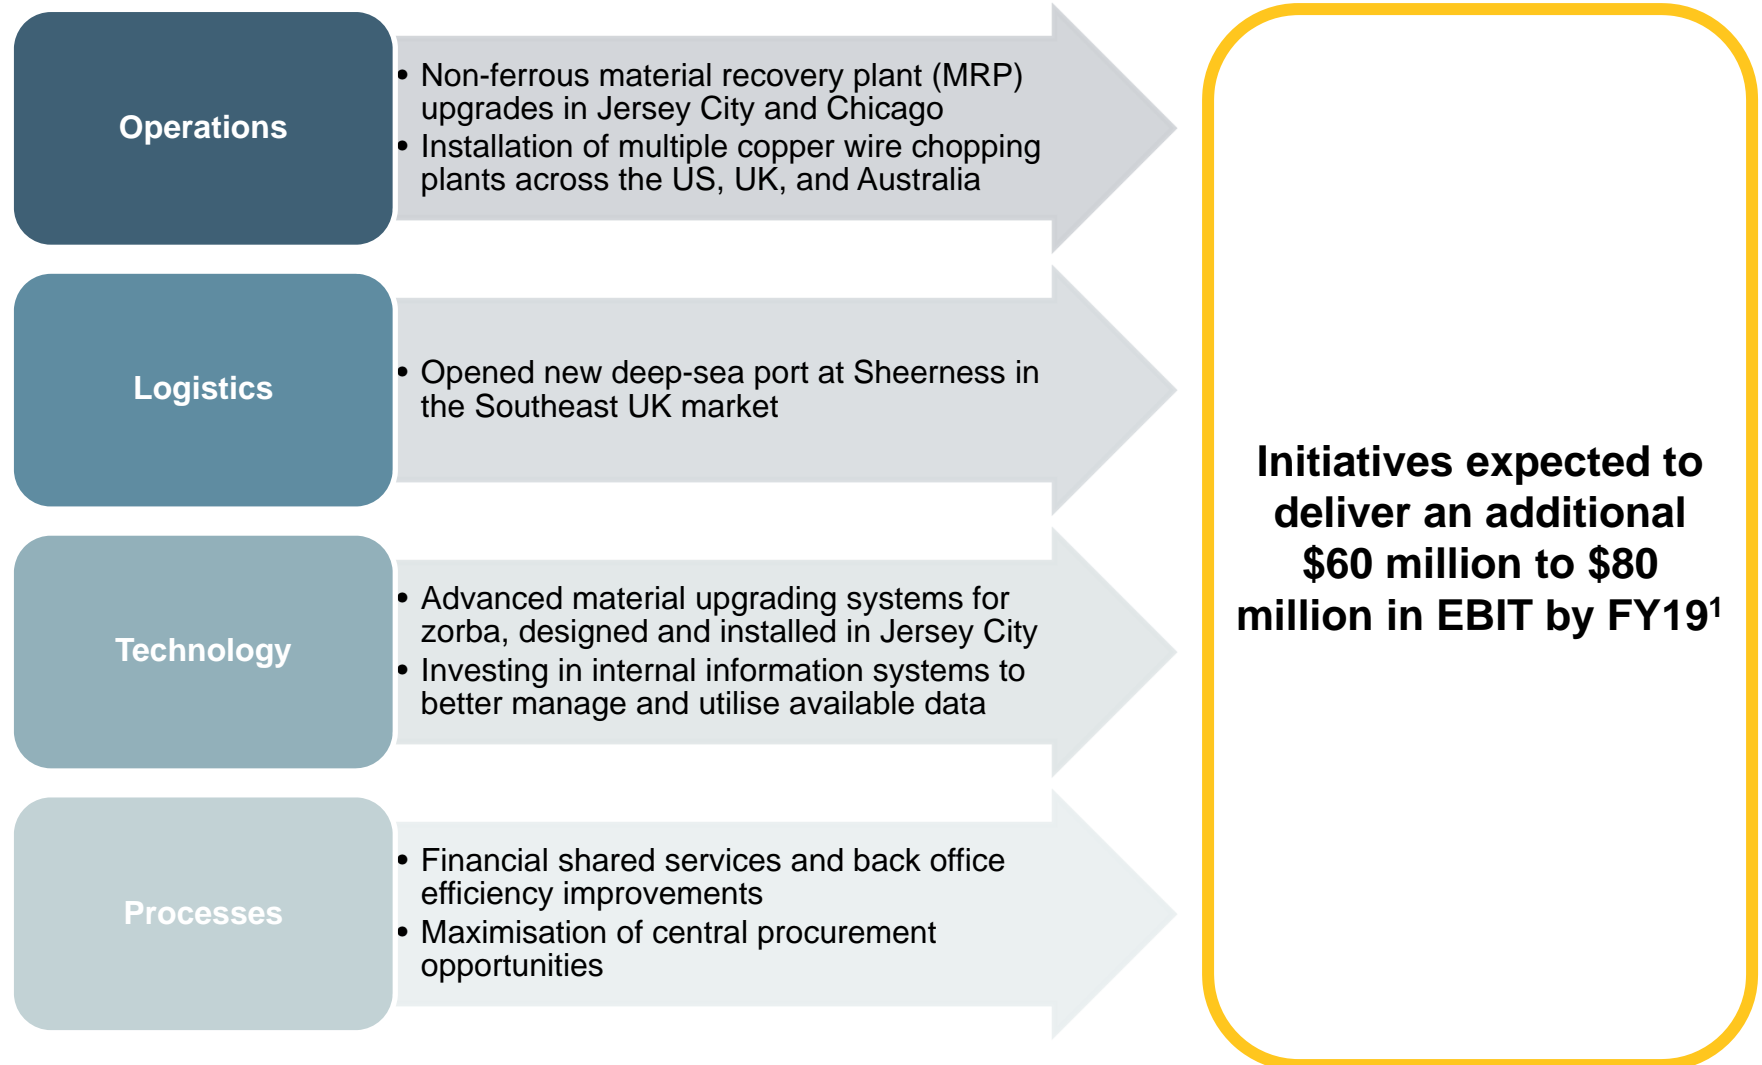 Operations
• Non-ferrous material recovery plant (MRP)
upgrades in Jersey City and Chicago
• Installation of multiple copper wire chopping
plants across the US, UK, and Australia
Logistics
• Opened new deep-sea port at Sheerness in
the Southeast UK market
Technology
• Advanced material upgrading systems for
zorba, designed and installed in Jersey City
• Investing in internal information systems to
better manage and utilise available data
Processes
• Financial shared services and back office
efficiency improvements
• Maximisation of central procurement
opportunities
Initiatives expected to
deliver an additional
$60 million to $80
million in EBIT by FY19¹